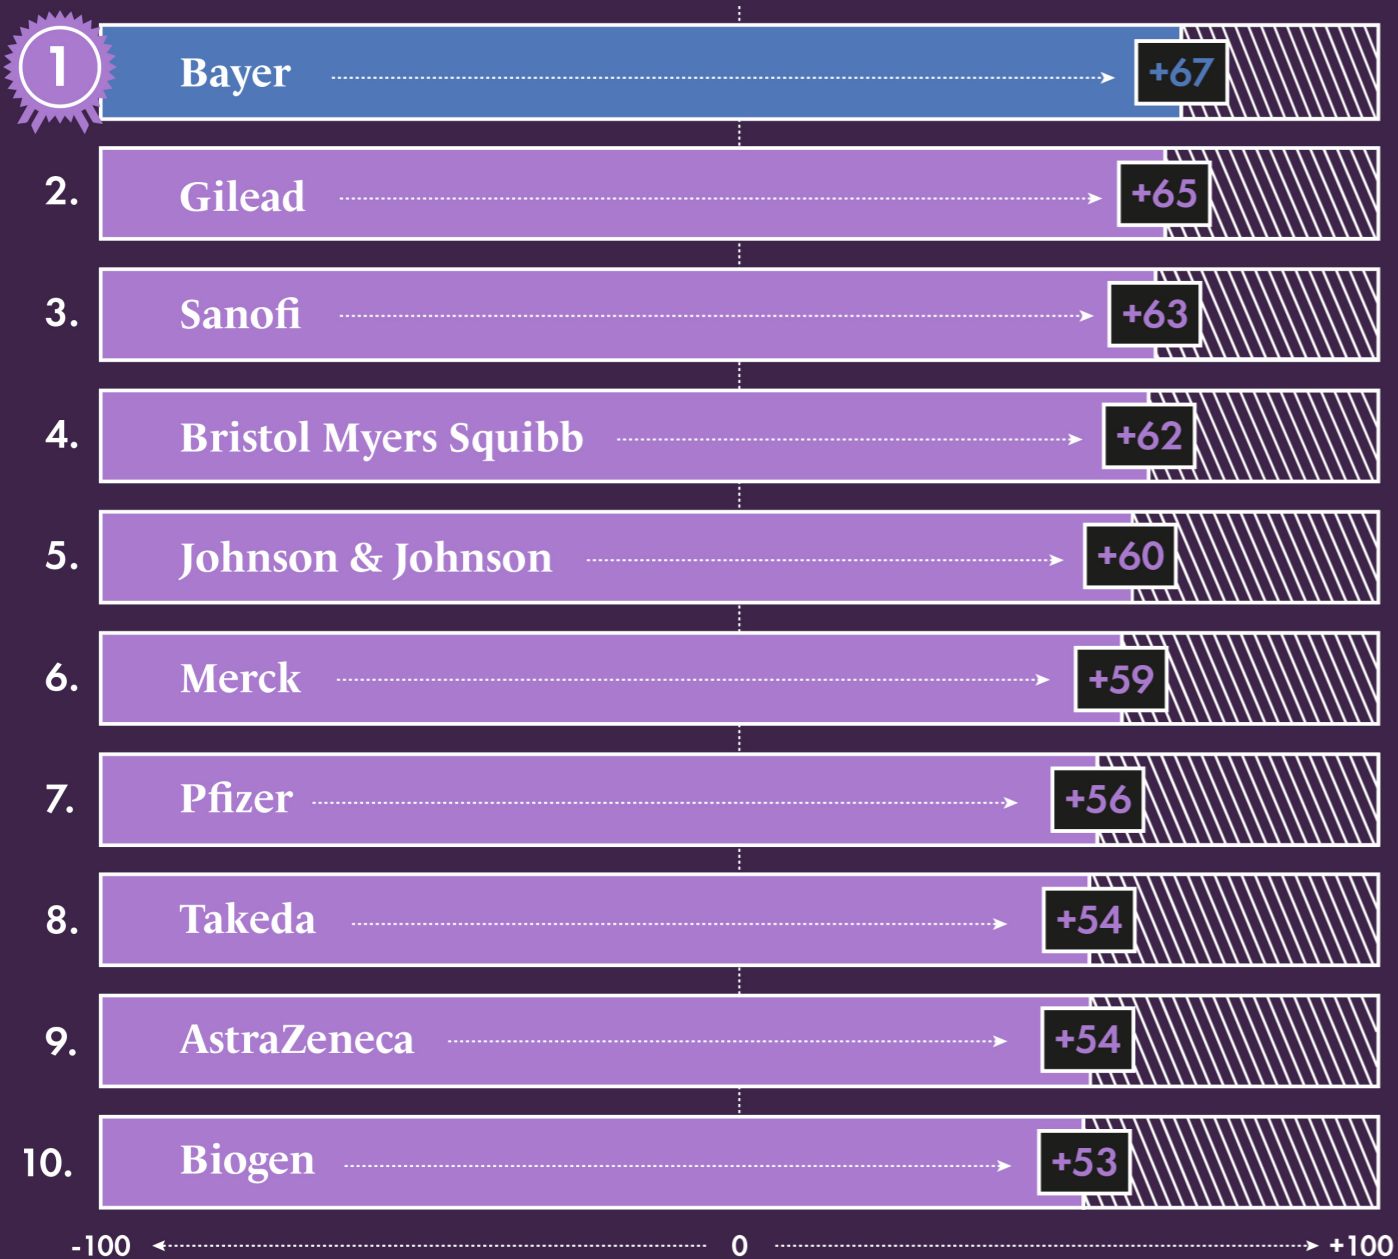 1 Bayer +67
2. Gilead +65
3. Sanofi +63
4. Bristol Myers Squibb +62
5. Johnson & Johnson +60
6. Merck +59
7. Pfizer +56
8. Takeda +54
9. AstraZeneca +54
10. Biogen +53
-100 0 +100